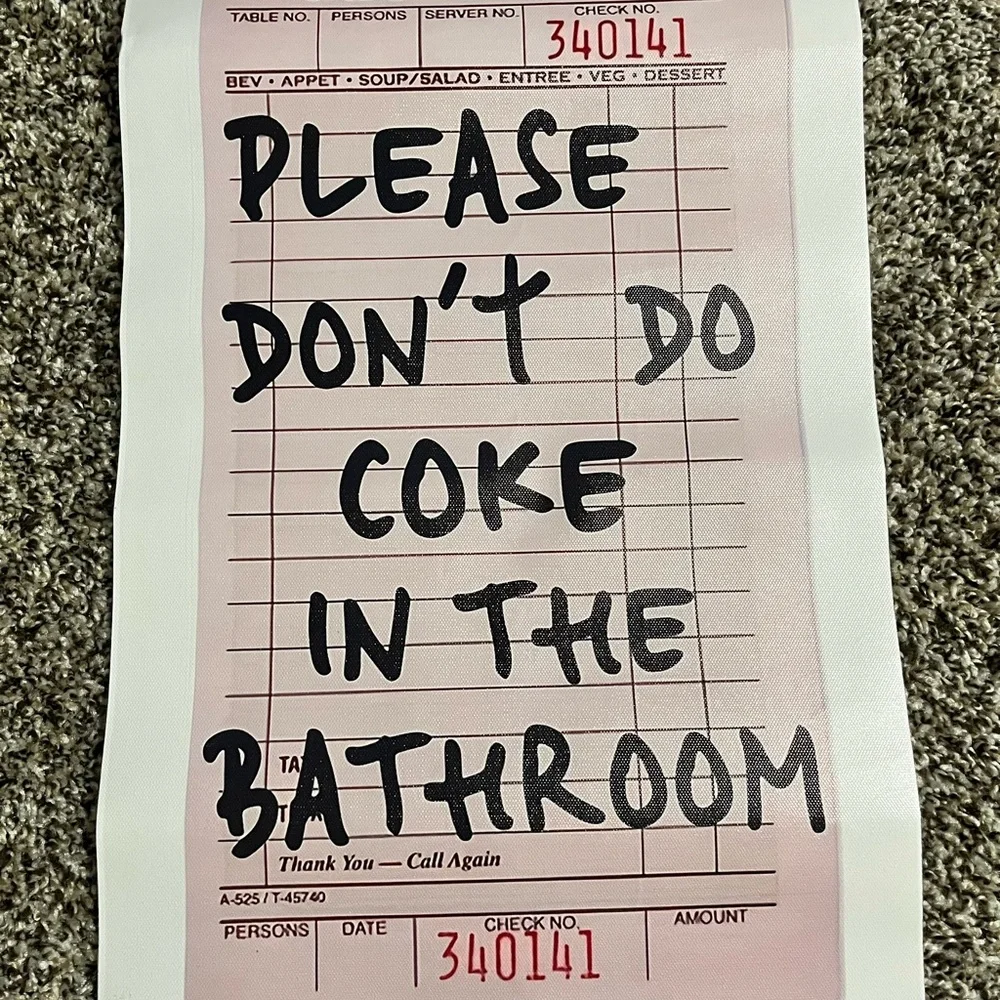 TABLE NO. PERSONS SERVER NO. CHECK NO.
340141
BEV • APPET • SOUP/SALAD • ENTREE • VEG • DESSERT
PLEASE
DON'T DO
COKE
IN THE
BATHROOM
Thank You — Call Again
A-525 / T-45740
PERSONS DATE CHECK NO. AMOUNT
340141